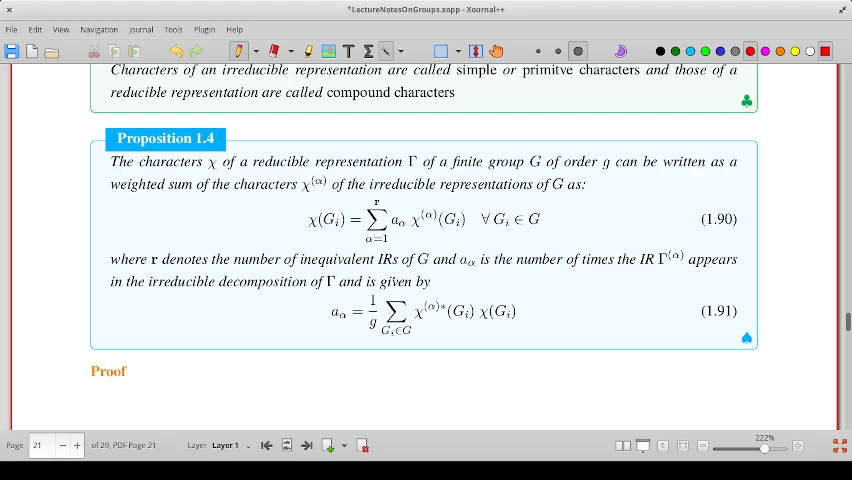 *LectureNotesOnGroups.xopp - Xournal++
File Edit View Navigation Journal Tools Plugin Help
Characters of an irreducible representation are called simple or primitve characters and those of a
reducible representation are called compound characters
Proposition 1.4
The characters χ of a reducible representation Γ of a finite group G of order g can be written as a
weighted sum of the characters χ^(α) of the irreducible representations of G as:
χ(G_i) = ∑_{α=1}^{r} a_α χ^(α)(G_i) ∀ G_i ∈ G (1.90)
where r denotes the number of inequivalent IRs of G and a_α is the number of times the IR Γ^(α) appears
in the irreducible decomposition of Γ and is given by
a_α = 1/g ∑_{G_i∈G} χ^(α)*(G_i) χ(G_i) (1.91)
Proof
Page 21 of 29, PDF Page 21 Layer Layer 1 222%